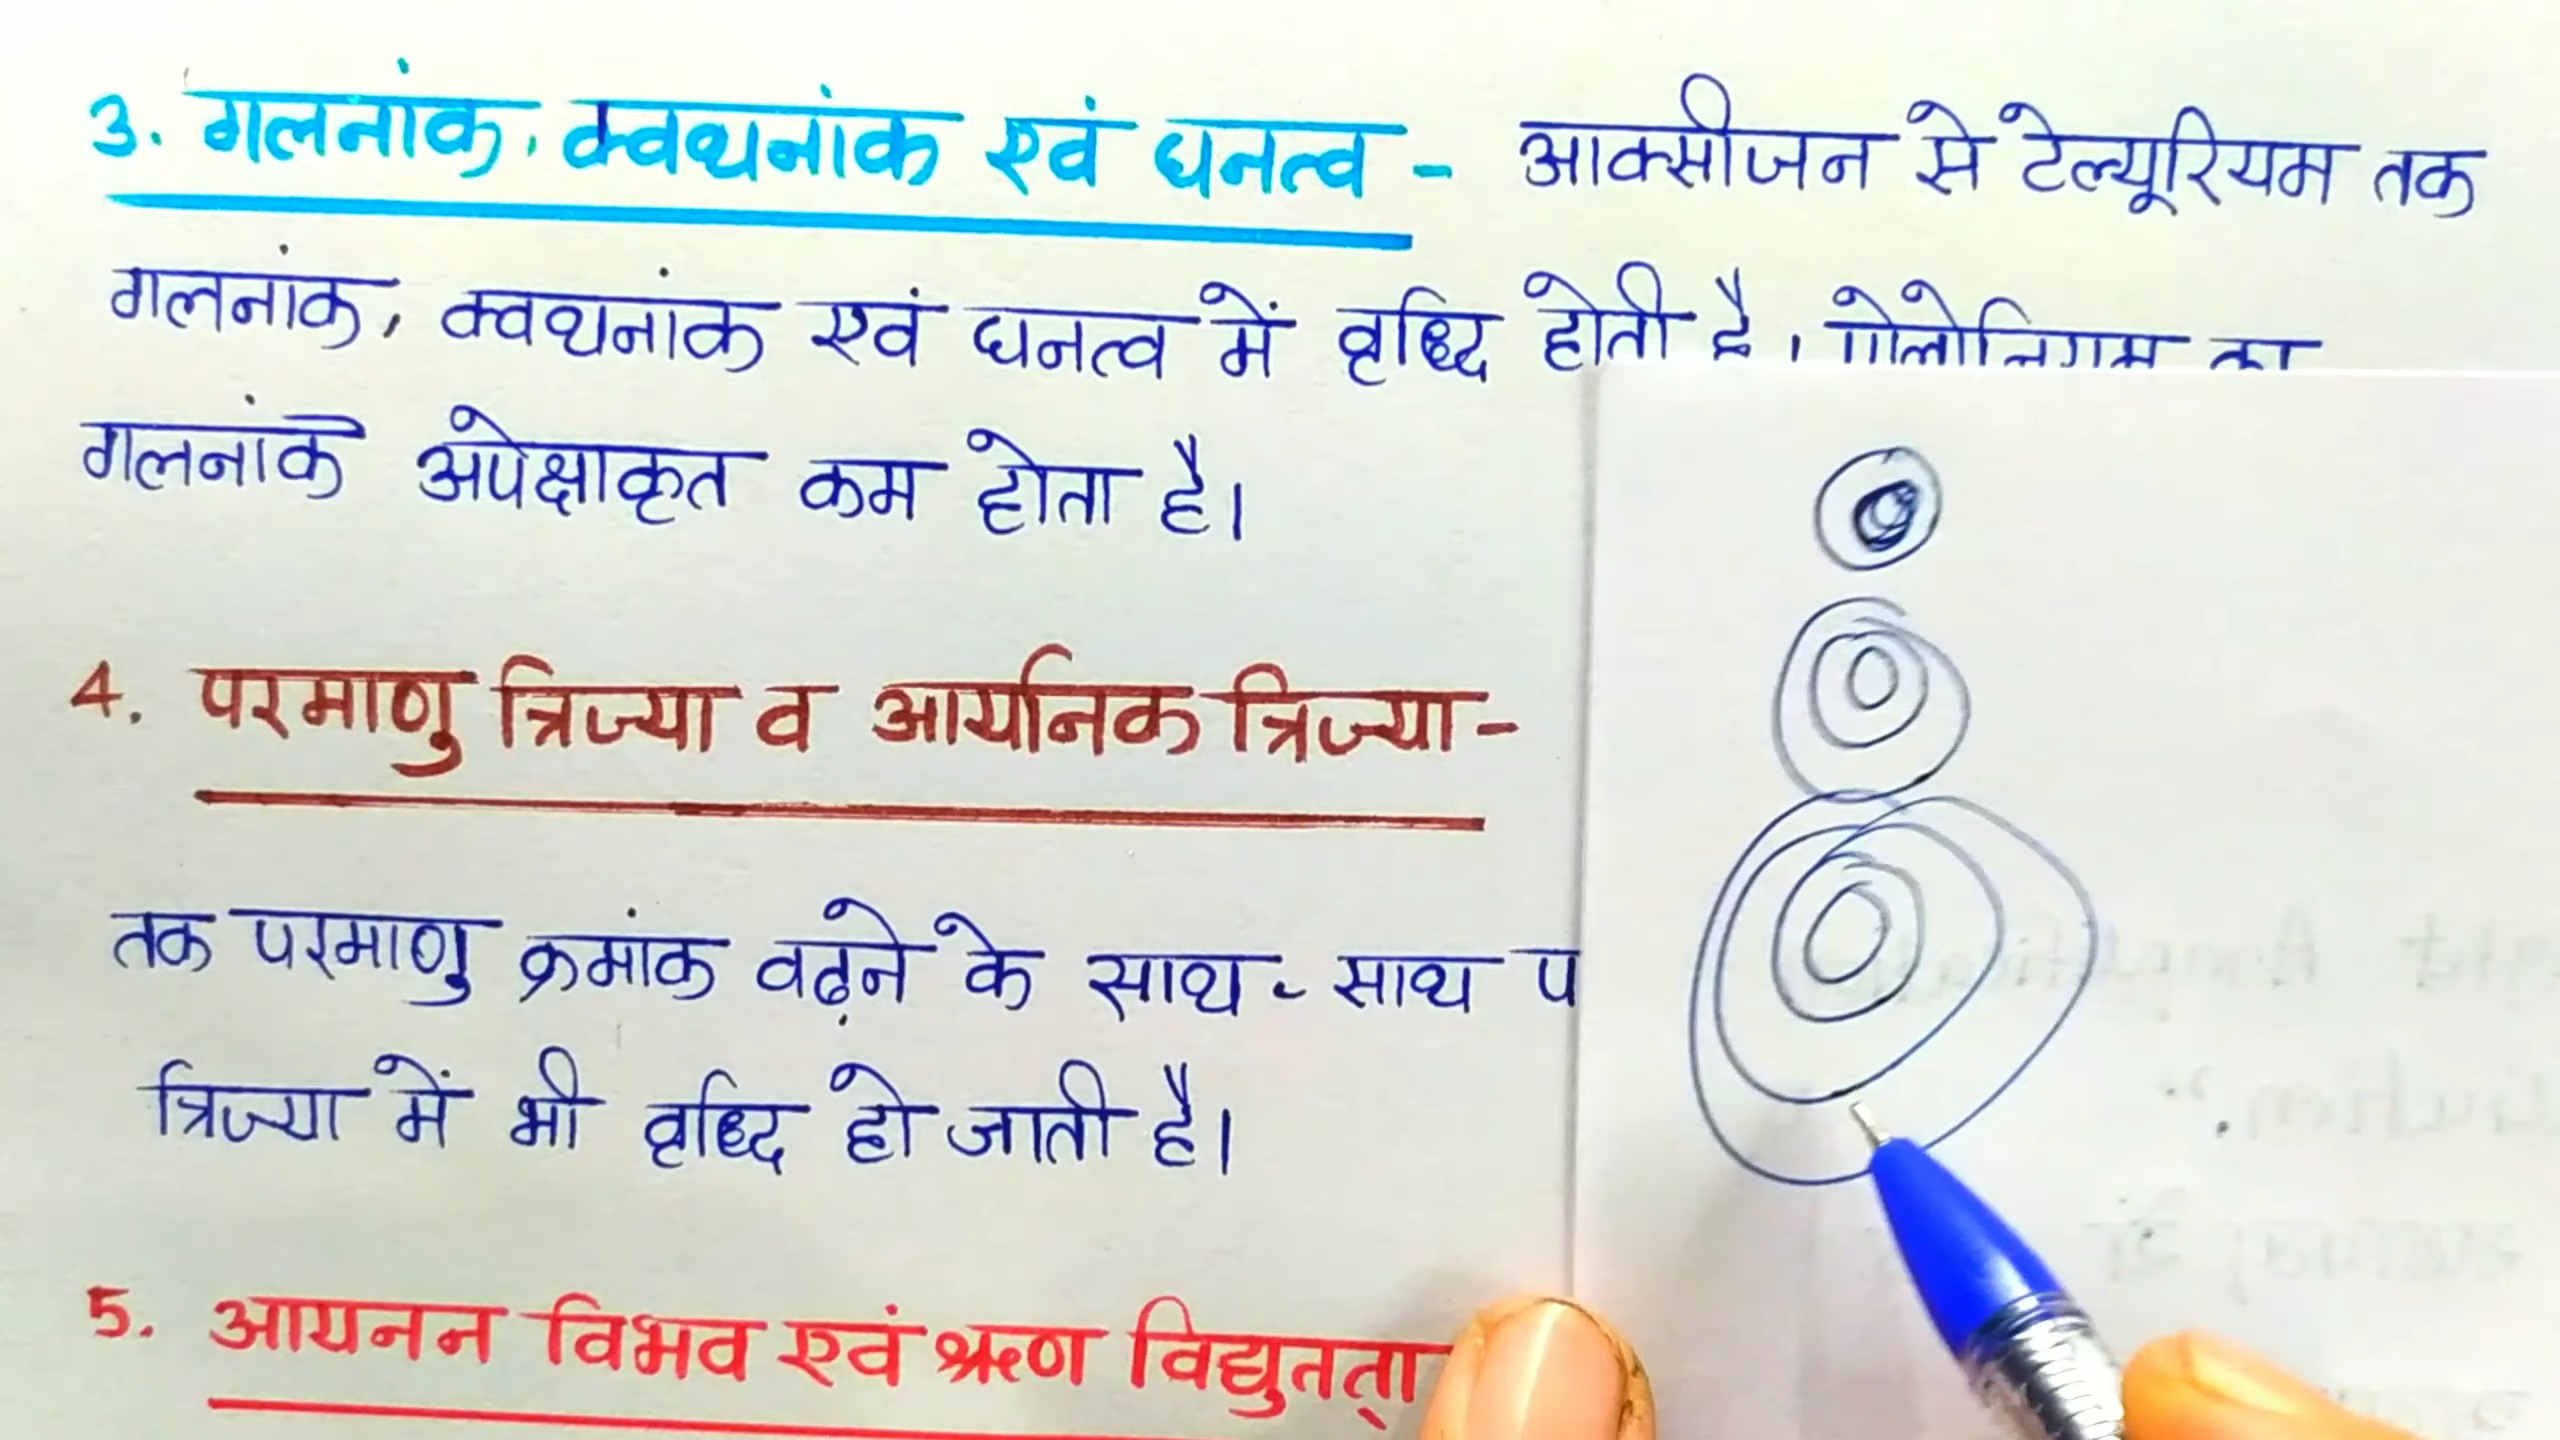 3. गलनांक, क्वथनांक एवं घनत्व - आक्सीजन से टेल्यूरियम तक
गलनांक, क्वथनांक एवं घनत्व में वृध्दि होती है, पोलोनियम का
गलनांक अपेक्षाकृत कम होता है।
4. परमाणु त्रिज्या व आयनिक त्रिज्या-
तक परमाणु क्रमांक बढ़ने के साथ - साथ प
त्रिज्या में भी वृध्दि हो जाती है।
5. आयनन विभव एवं ऋण विद्युतत्ता